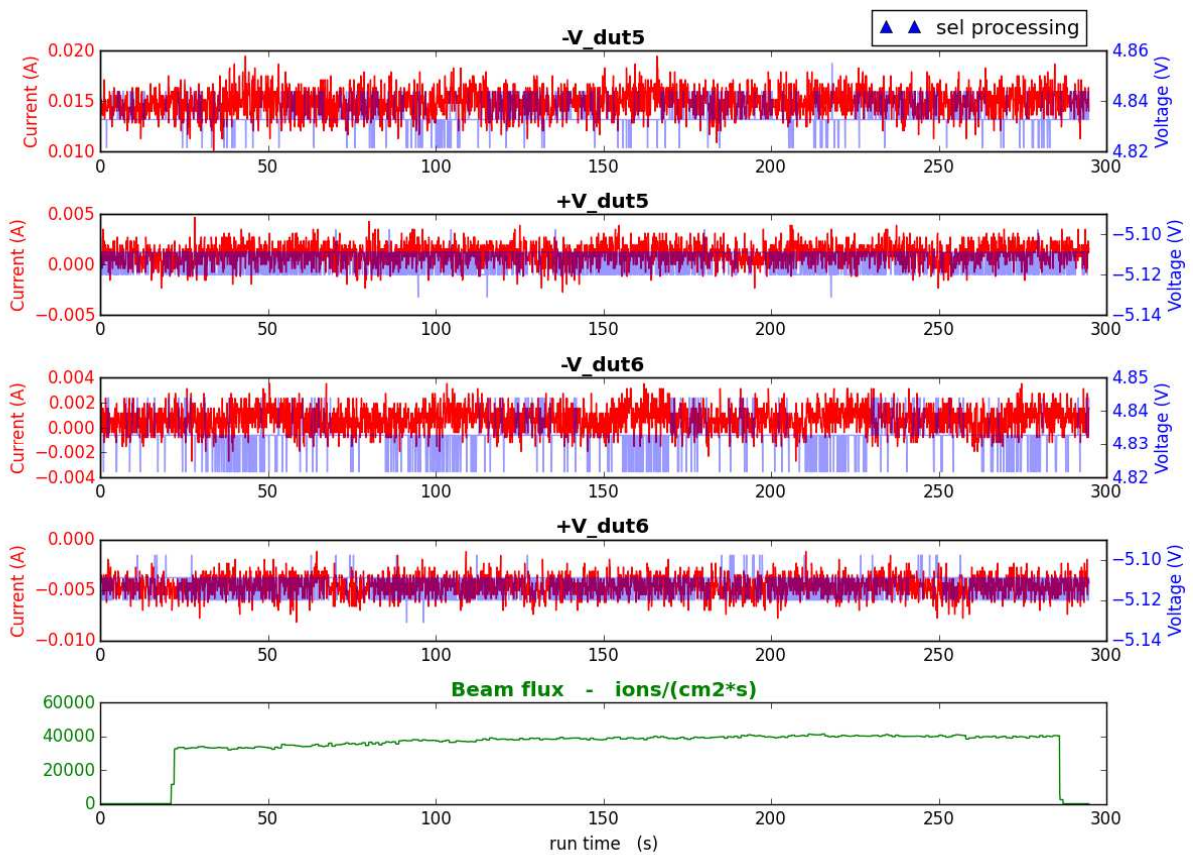 ▲ ▲ sel processing
-V_dut5
Current (A)
0.020
0.015
0.010
4.86
4.84
4.82
Voltage (V)
0 50 100 150 200 250 300
+V_dut5
Current (A)
0.005
0.000
−0.005
−5.10
−5.12
−5.14
Voltage (V)
0 50 100 150 200 250 300
-V_dut6
Current (A)
0.004
0.002
0.000
−0.002
−0.004
4.85
4.84
4.83
4.82
Voltage (V)
0 50 100 150 200 250 300
+V_dut6
Current (A)
0.000
−0.005
−0.010
−5.10
−5.12
−5.14
Voltage (V)
0 50 100 150 200 250 300
Beam flux - ions/(cm2*s)
60000
40000
20000
0
0 50 100 150 200 250 300
run time (s)